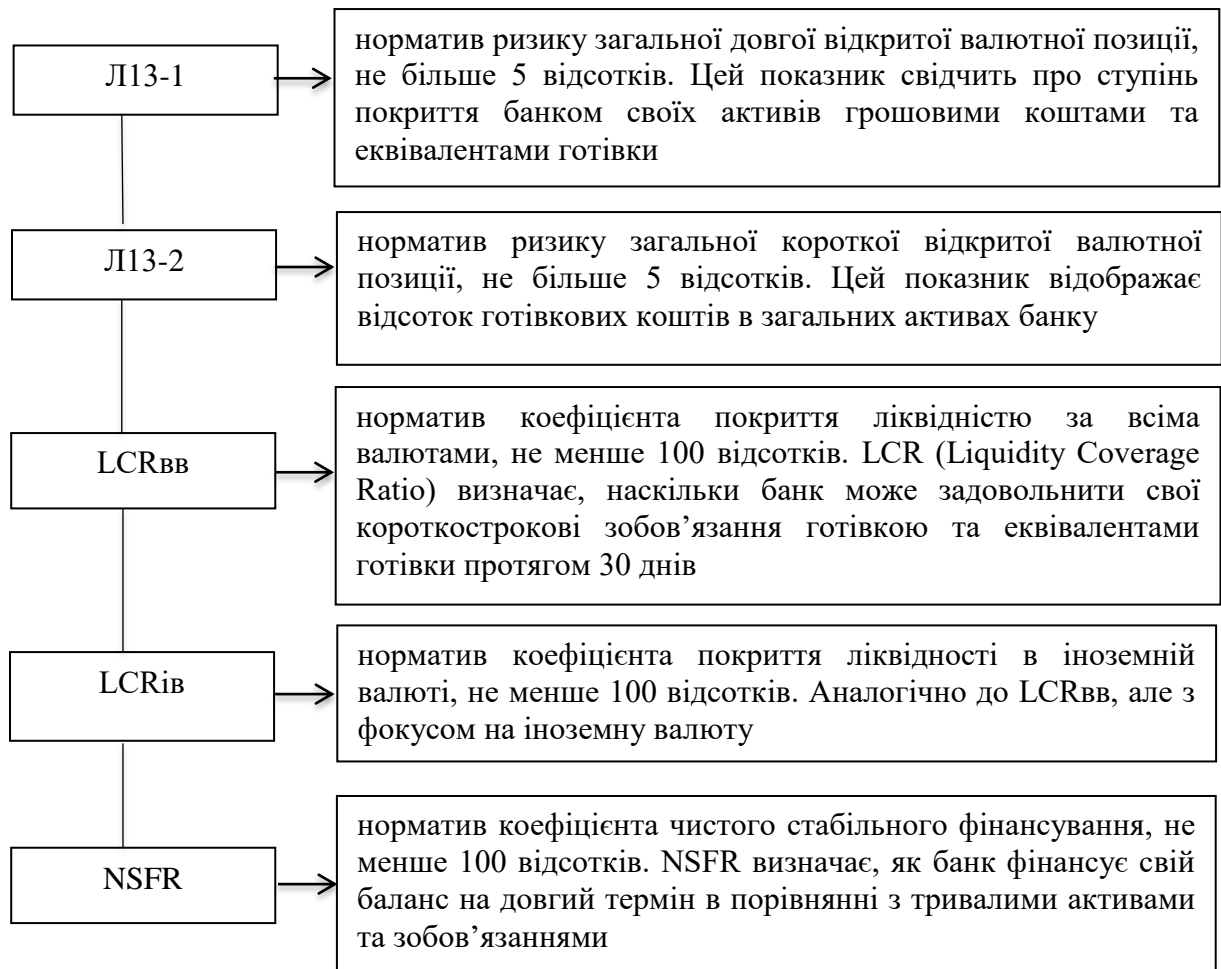 Л13-1
норматив ризику загальної довгої відкритої валютної позиції,
не більше 5 відсотків. Цей показник свідчить про ступінь
покриття банком своїх активів грошовими коштами та
еквівалентами готівки
Л13-2
норматив ризику загальної короткої відкритої валютної
позиції, не більше 5 відсотків. Цей показник відображає
відсоток готівкових коштів в загальних активах банку
LCRвв
норматив коефіцієнта покриття ліквідністю за всіма
валютами, не менше 100 відсотків. LCR (Liquidity Coverage
Ratio) визначає, наскільки банк може задовольнити свої
короткострокові зобов’язання готівкою та еквівалентами
готівки протягом 30 днів
LCRів
норматив коефіцієнта покриття ліквідності в іноземній
валюті, не менше 100 відсотків. Аналогічно до LCRвв, але з
фокусом на іноземну валюту
NSFR
норматив коефіцієнта чистого стабільного фінансування, не
менше 100 відсотків. NSFR визначає, як банк фінансує свій
баланс на довгий термін в порівнянні з тривалими активами
та зобов’язаннями